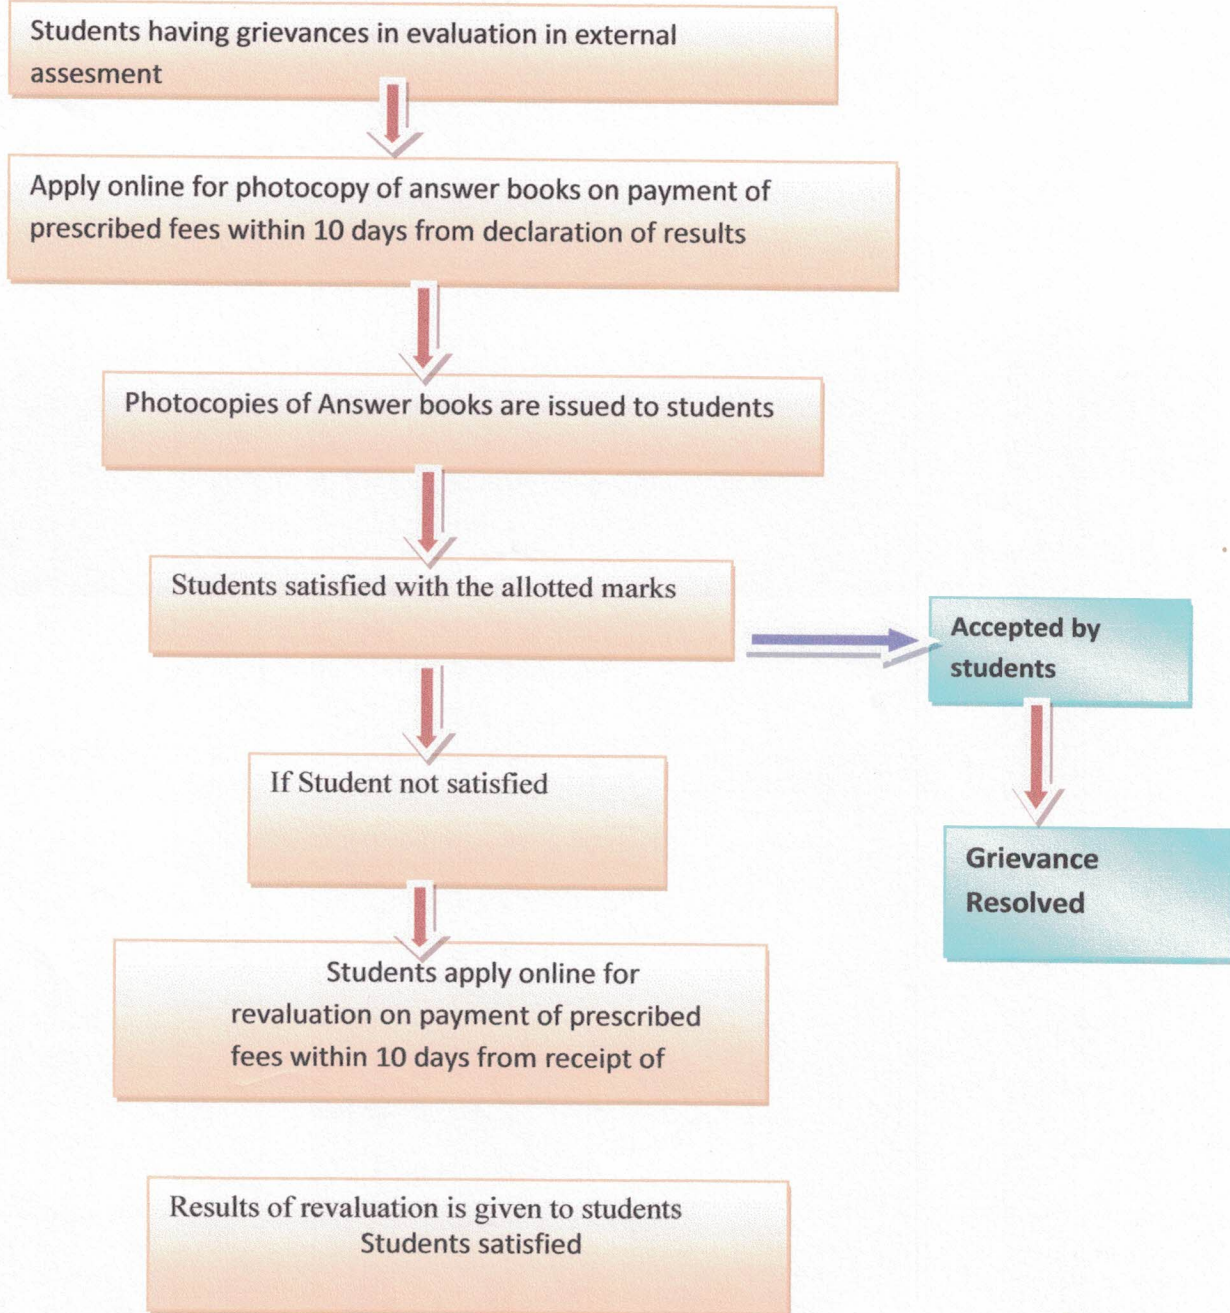 Students having grievances in evaluation in external
assesment
Apply online for photocopy of answer books on payment of
prescribed fees within 10 days from declaration of results
Photocopies of Answer books are issued to students
Students satisfied with the allotted marks
Accepted by
students
If Student not satisfied
Grievance
Resolved
Students apply online for
revaluation on payment of prescribed
fees within 10 days from receipt of
Results of revaluation is given to students
Students satisfied